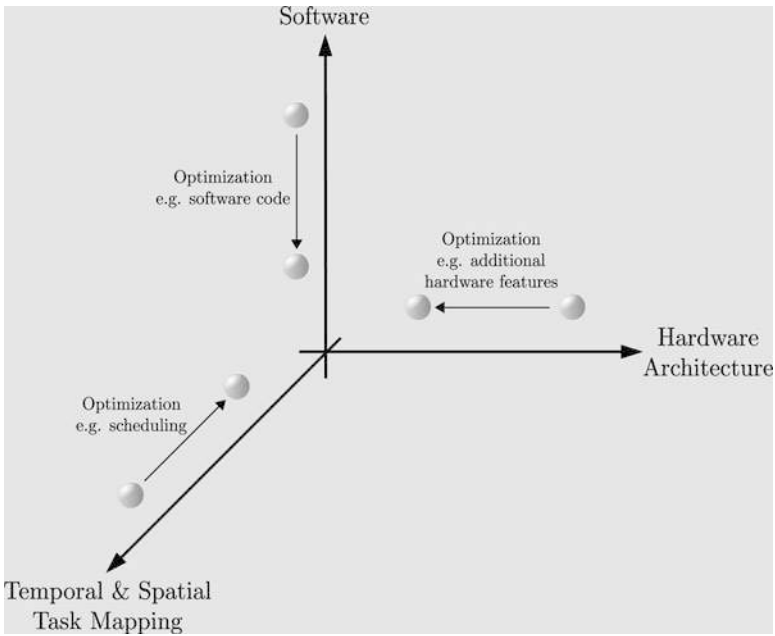 Software
Optimization
e.g. software code
Optimization
e.g. additional
hardware features
Hardware
Architecture
Optimization
e.g. scheduling
Temporal & Spatial
Task Mapping